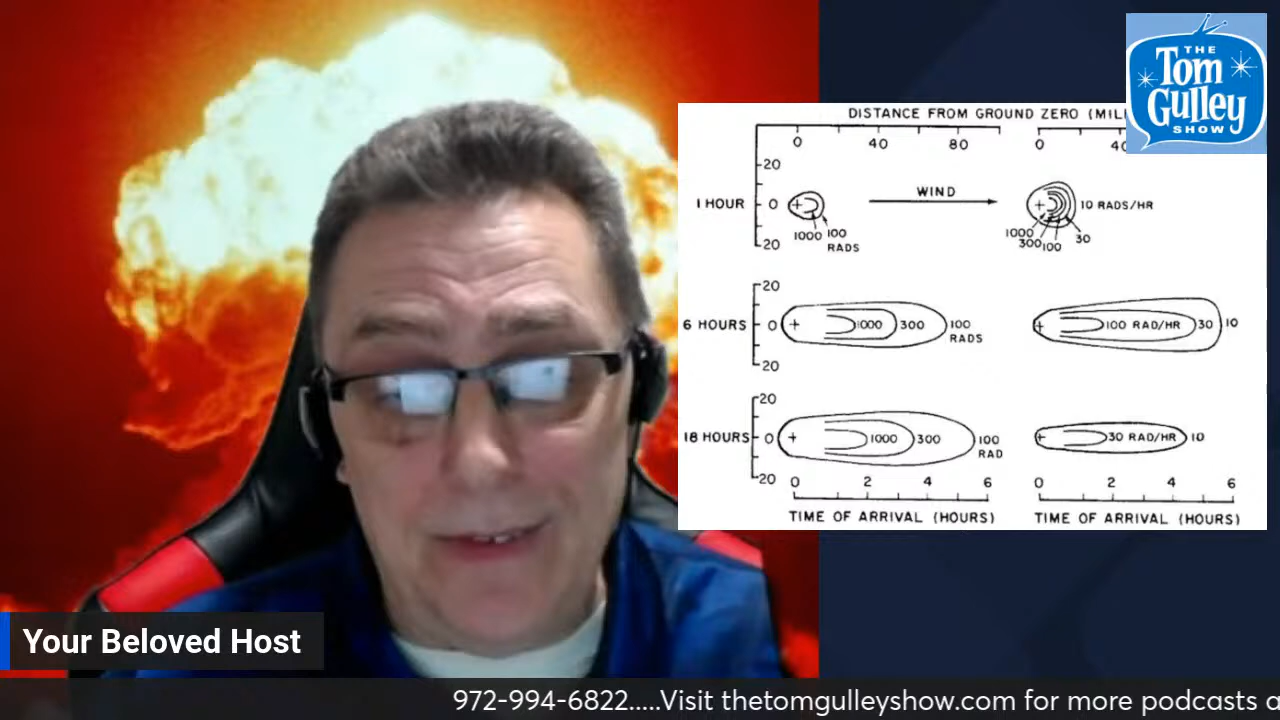 THE
Tom
Gulley
SHOW
DISTANCE FROM GROUND ZERO
0 40 80 0
20
1 HOUR 0
20
WIND
1000 100
RADS
10 RADS/HR
1000
300 100 30
20
6 HOURS 0
20
1000 300 100
RADS
100 RAD/HR 30 10
20
18 HOURS 0
20
1000 300 100
RAD
30 RAD/HR 10
0 2 4 6 0 2 4 6
TIME OF ARRIVAL (HOURS) TIME OF ARRIVAL (HOURS)
Your Beloved Host
972-994-6822.....Visit thetomgulleyshow.com for more podcasts